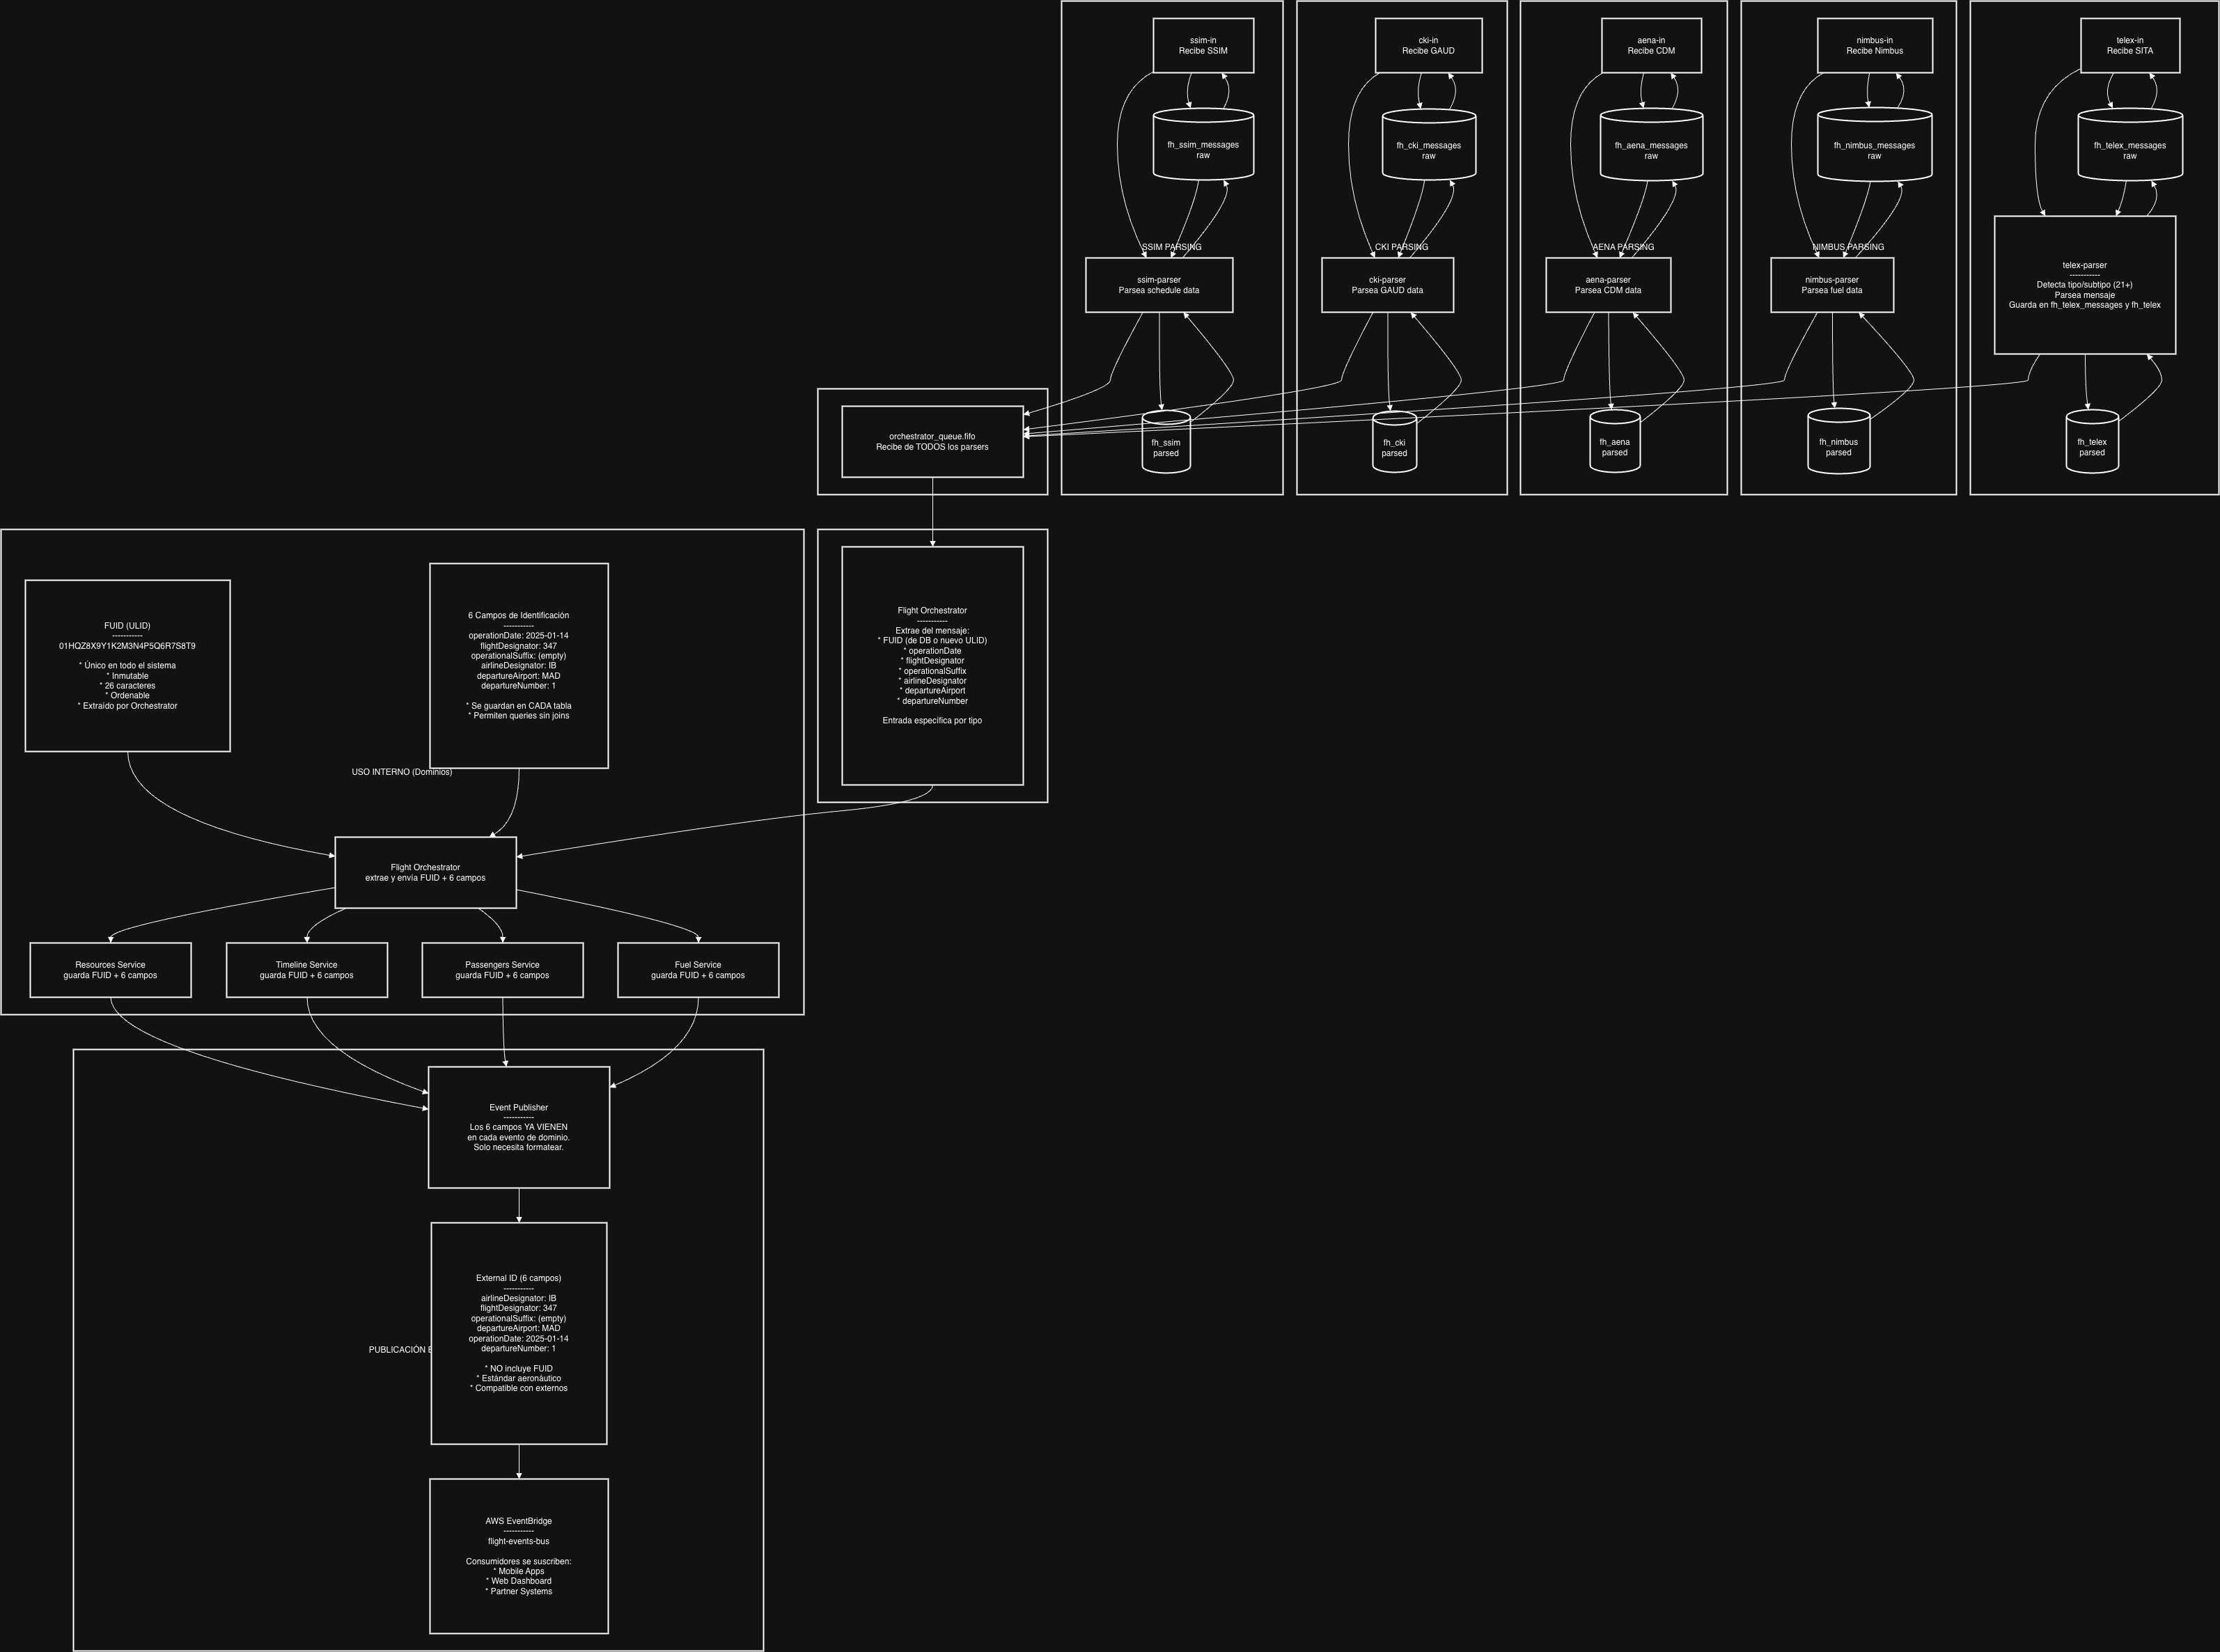 ssim-in
Recibe SSIM
cki-in
Recibe GAUD
aena-in
Recibe CDM
nimbus-in
Recibe Nimbus
telex-in
Recibe SITA
fh_ssim_messages
raw
fh_cki_messages
raw
fh_aena_messages
raw
fh_nimbus_messages
raw
fh_telex_messages
raw
SSIM PARSING
CKI PARSING
AENA PARSING
NIMBUS PARSING
ssim-parser
Parsea schedule data
cki-parser
Parsea GAUD data
aena-parser
Parsea CDM data
nimbus-parser
Parsea fuel data
telex-parser
-----------
Detecta tipo/subtipo (21+)
Parsea mensaje
Guarda en fh_telex_messages y fh_telex
orchestrator_queue.fifo
Recibe de TODOS los parsers
fh_ssim
parsed
fh_cki
parsed
fh_aena
parsed
fh_nimbus
parsed
fh_telex
parsed
FUID (ULID)
-----------
01HQZ8X9Y1K2M3N4P5Q6R7S8T9
* Único en todo el sistema
* Inmutable
* 26 caracteres
* Ordenable
* Extraído por Orchestrator
6 Campos de Identificación
-----------
operationDate: 2025-01-14
flightDesignator: 347
operationalSuffix: (empty)
airlineDesignator: IB
departureAirport: MAD
departureNumber: 1
* Se guardan en CADA tabla
* Permiten queries sin joins
Flight Orchestrator
-----------
Extrae del mensaje:
* FUID (de DB o nuevo ULID)
* operationDate
* flightDesignator
* operationalSuffix
* airlineDesignator
* departureAirport
* departureNumber
Entrada específica por tipo
USO INTERNO (Dominios)
Flight Orchestrator
extrae y envía FUID + 6 campos
Resources Service
guarda FUID + 6 campos
Timeline Service
guarda FUID + 6 campos
Passengers Service
guarda FUID + 6 campos
Fuel Service
guarda FUID + 6 campos
Event Publisher
-----------
Los 6 campos YA VIENEN
en cada evento de dominio.
Solo necesita formatear.
External ID (6 campos)
-----------
airlineDesignator: IB
flightDesignator: 347
operationalSuffix: (empty)
departureAirport: MAD
operationDate: 2025-01-14
departureNumber: 1
* NO incluye FUID
* Estándar aeronáutico
* Compatible con externos
PUBLICACIÓN
AWS EventBridge
-----------
flight-events-bus
Consumidores se suscriben:
* Mobile Apps
* Web Dashboard
* Partner Systems